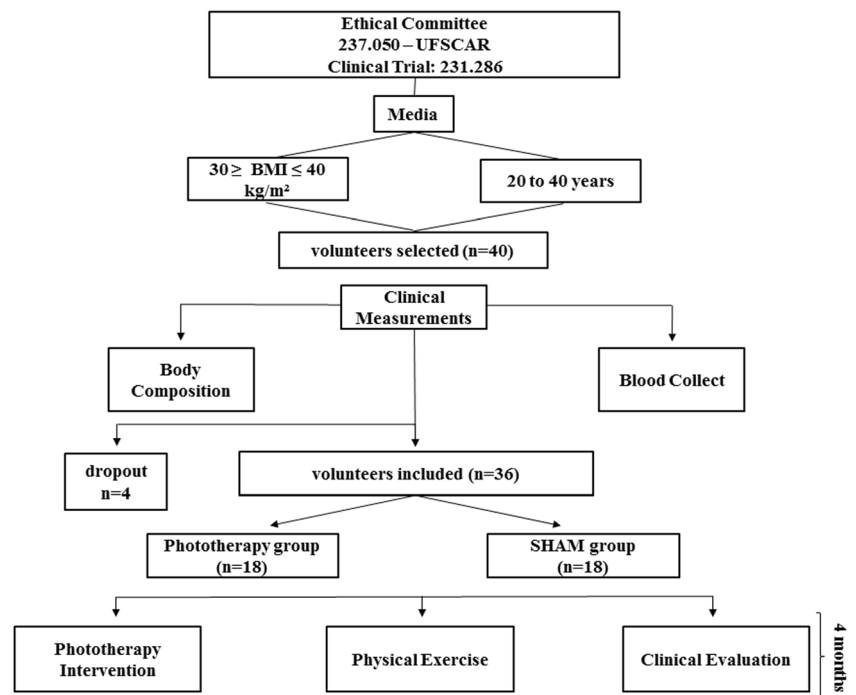 Ethical Committee
237.050 – UFSCAR
Clinical Trial: 231.286
Media
30 ≥ BMI ≤ 40
kg/m²
20 to 40 years
volunteers selected (n=40)
Clinical
Measurements
Body
Composition
Blood Collect
dropout
n=4
volunteers included (n=36)
Phototherapy group
(n=18)
SHAM group
(n=18)
Phototherapy
Intervention
Physical Exercise
Clinical Evaluation
4 months